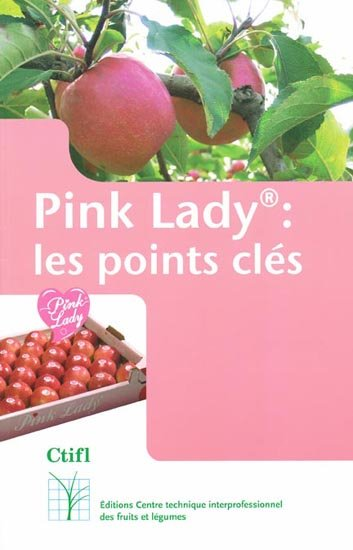 Pink Lady® :
les points clés
Pink
Lady
Pink Lady
Ctifl
Éditions Centre technique interprofessionnel
des fruits et légumes